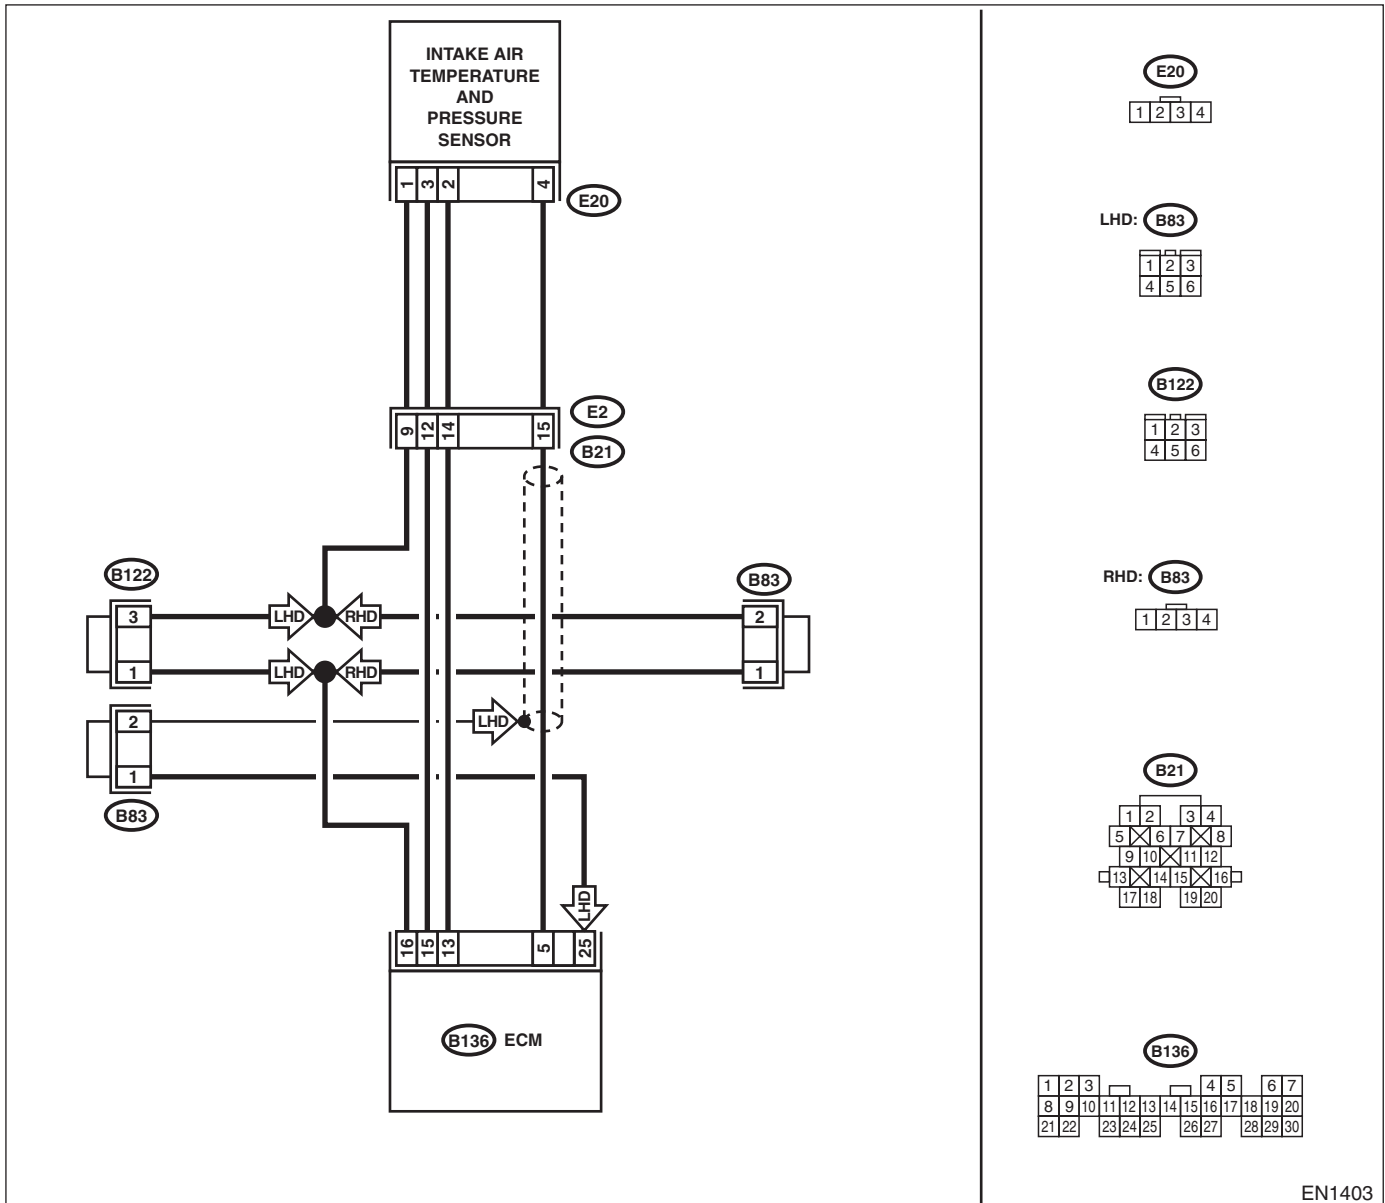 INTAKE AIR
TEMPERATURE
AND
PRESSURE
SENSOR
1 3 2 4
E20
9 12 14 15
E2
B21
B122
3 LHD RHD 2
1 LHD RHD 1
B83
2 LHD
1
B83
LHD
16 15 13 5 25
B136 ECM
E20
1 2 3 4
LHD: B83
1 2 3
4 5 6
B122
1 2 3
4 5 6
RHD: B83
1 2 3 4
B21
1 2 3 4
5 6 7 8
9 10 11 12
13 14 15 16
17 18 19 20
B136
1 2 3 4 5 6 7
8 9 10 11 12 13 14 15 16 17 18 19 20
21 22 23 24 25 26 27 28 29 30
EN1403